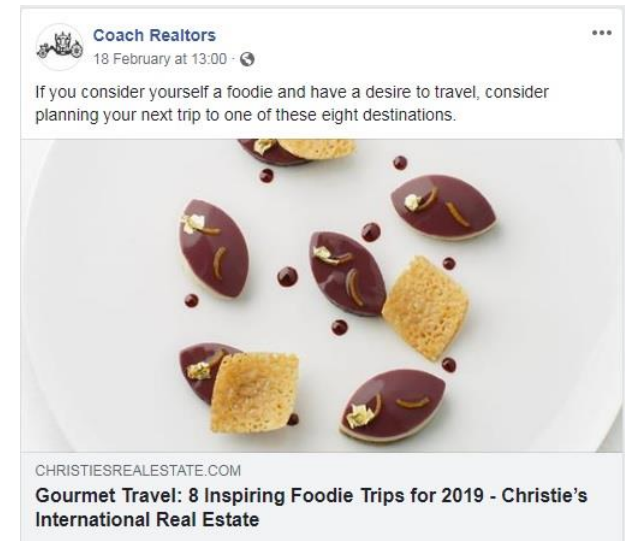 Coach Realtors
18 February at 13:00 ·
If you consider yourself a foodie and have a desire to travel, consider
planning your next trip to one of these eight destinations.
CHRISTIESREALESTATE.COM
Gourmet Travel: 8 Inspiring Foodie Trips for 2019 - Christie’s
International Real Estate